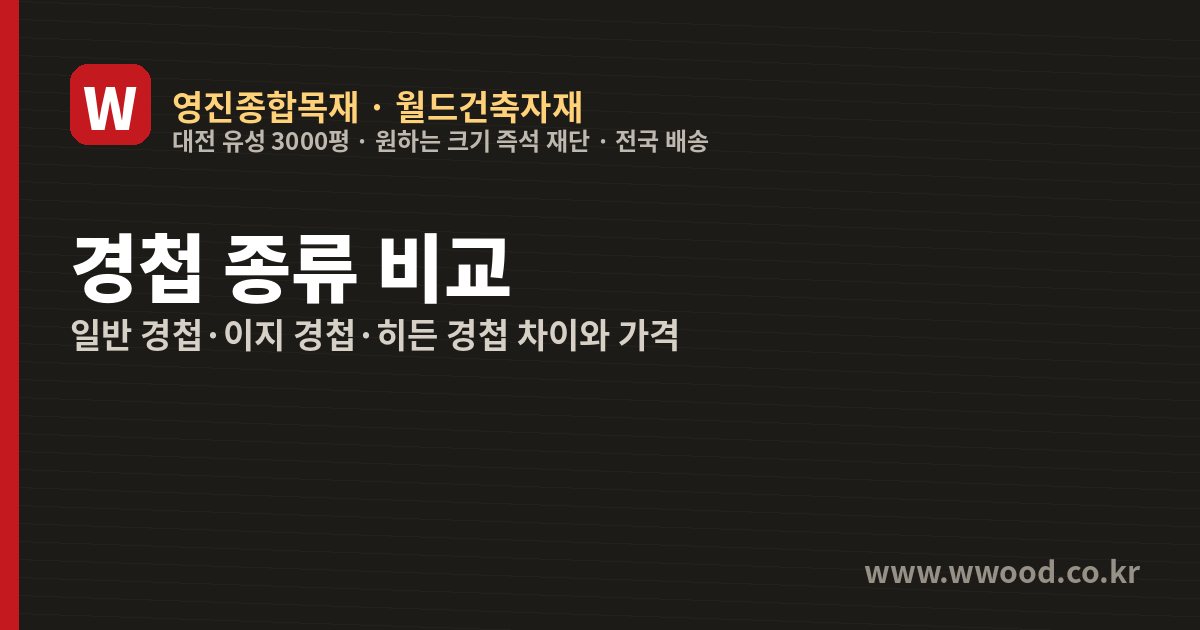 W
영진종합목재 · 월드건축자재
대전 유성 3000평 · 원하는 크기 즉석 재단 · 전국 배송
경첩 종류 비교
일반 경첩·이지 경첩·히든 경첩 차이와 가격
www.wwood.co.kr